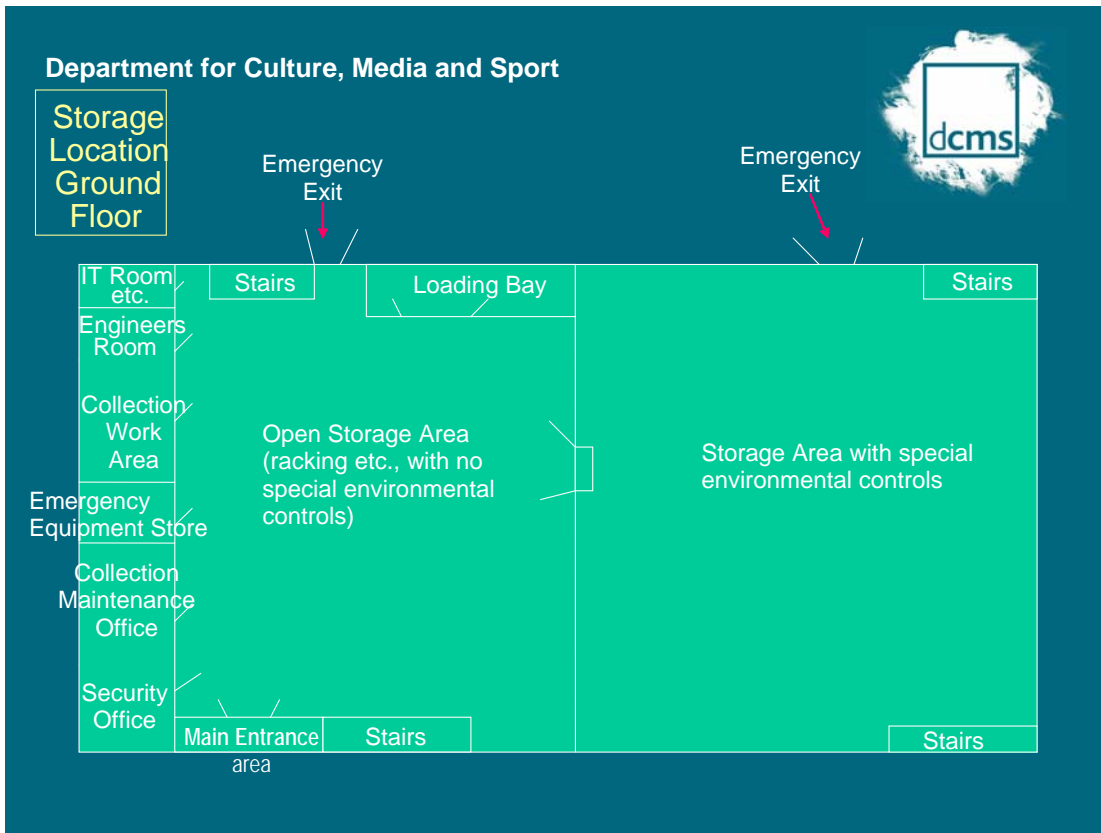 Department for Culture, Media and Sport
dcms
Storage
Location
Ground
Floor
Emergency
Exit
Emergency
Exit
IT Room
etc.
Stairs
Loading Bay
Stairs
Engineers
Room
Collection
Work
Area
Open Storage Area
(racking etc., with no
special environmental
controls)
Storage Area with special
environmental controls
Emergency
Equipment Store
Collection
Maintenance
Office
Security
Office
Main Entrance
area
Stairs
Stairs